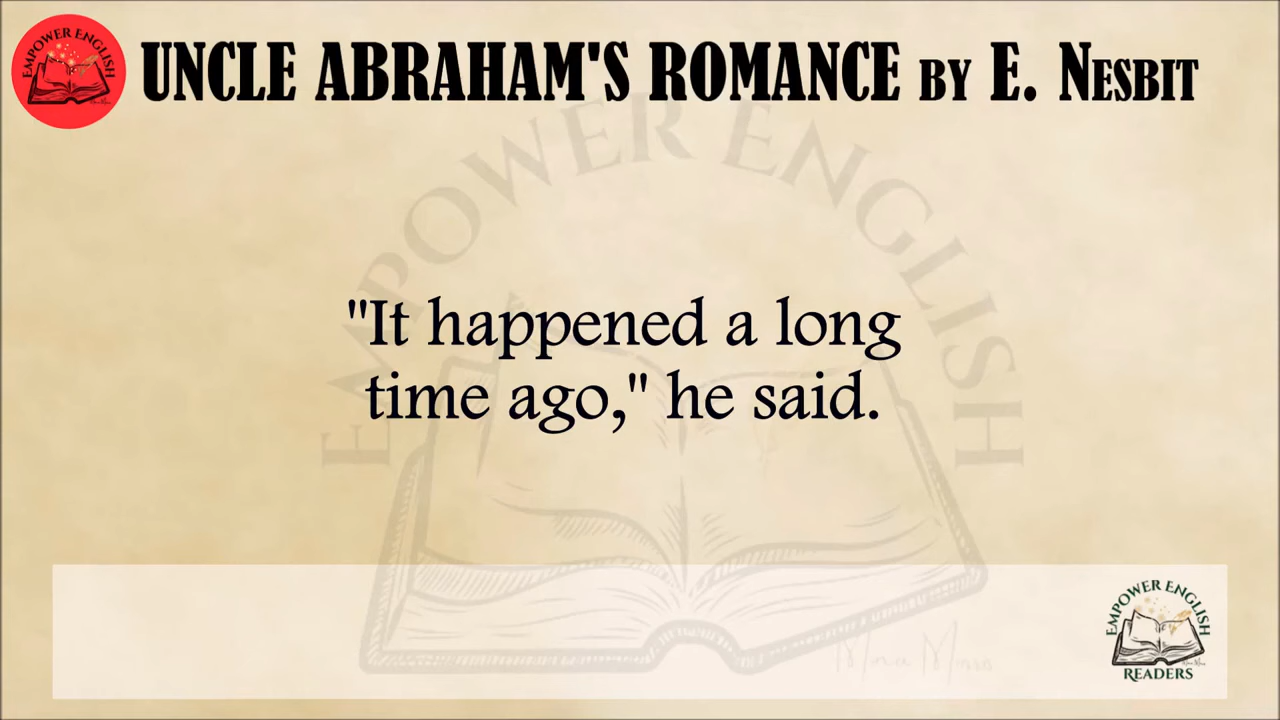 EMPOWER ENGLISH
UNCLE ABRAHAM'S ROMANCE BY E. NESBIT
EMPOWER ENGLISH
"It happened a long
time ago," he said.
EMPOWER ENGLISH
READERS